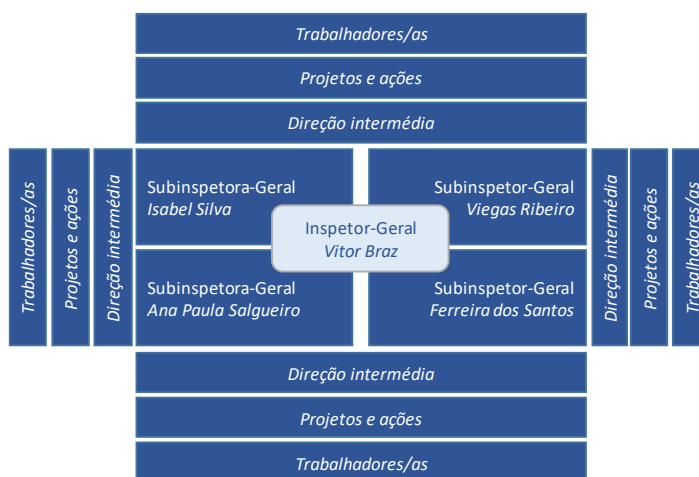 Trabalhadores/as
Projetos e ações
Direção intermédia
Trabalhadores/as
Projetos e ações
Direção intermédia
Subinspetora-Geral
Isabel Silva
Subinspetor-Geral
Viegas Ribeiro
Inspetor-Geral
Vitor Braz
Subinspetora-Geral
Ana Paula Salgueiro
Subinspetor-Geral
Ferreira dos Santos
Direção intermédia
Projetos e ações
Trabalhadores/as
Direção intermédia
Projetos e ações
Trabalhadores/as